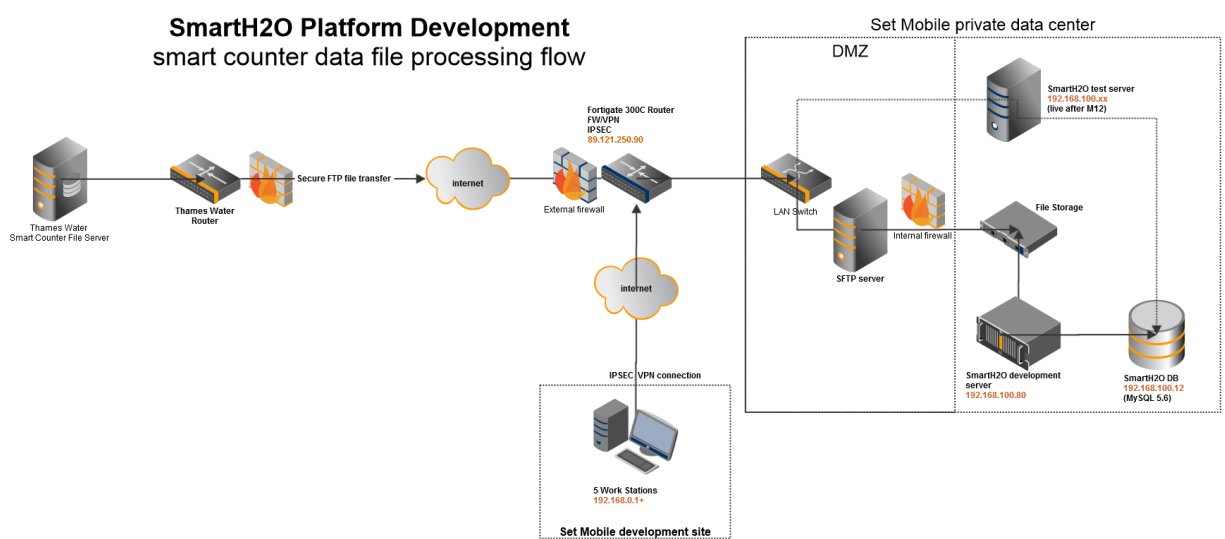 SmartH2O Platform Development
smart counter data file processing flow
Set Mobile private data center
DMZ
SmartH2O test server
192.168.100.xx
(live after M12)
Fortigate 300C Router
FW/VPN
IPSEC
89.121.250.90
Secure FTP file transfer
internet
Thames Water
Router
External firewall
LAN Switch
File Storage
Thames Water
Smart Counter File Server
Internal firewall
SFTP server
internet
IPSEC VPN connection
SmartH2O development
server
192.168.100.80
SmartH2O DB
192.168.100.12
(MySQL 5.6)
5 Work Stations
192.168.0.1+
Set Mobile development site